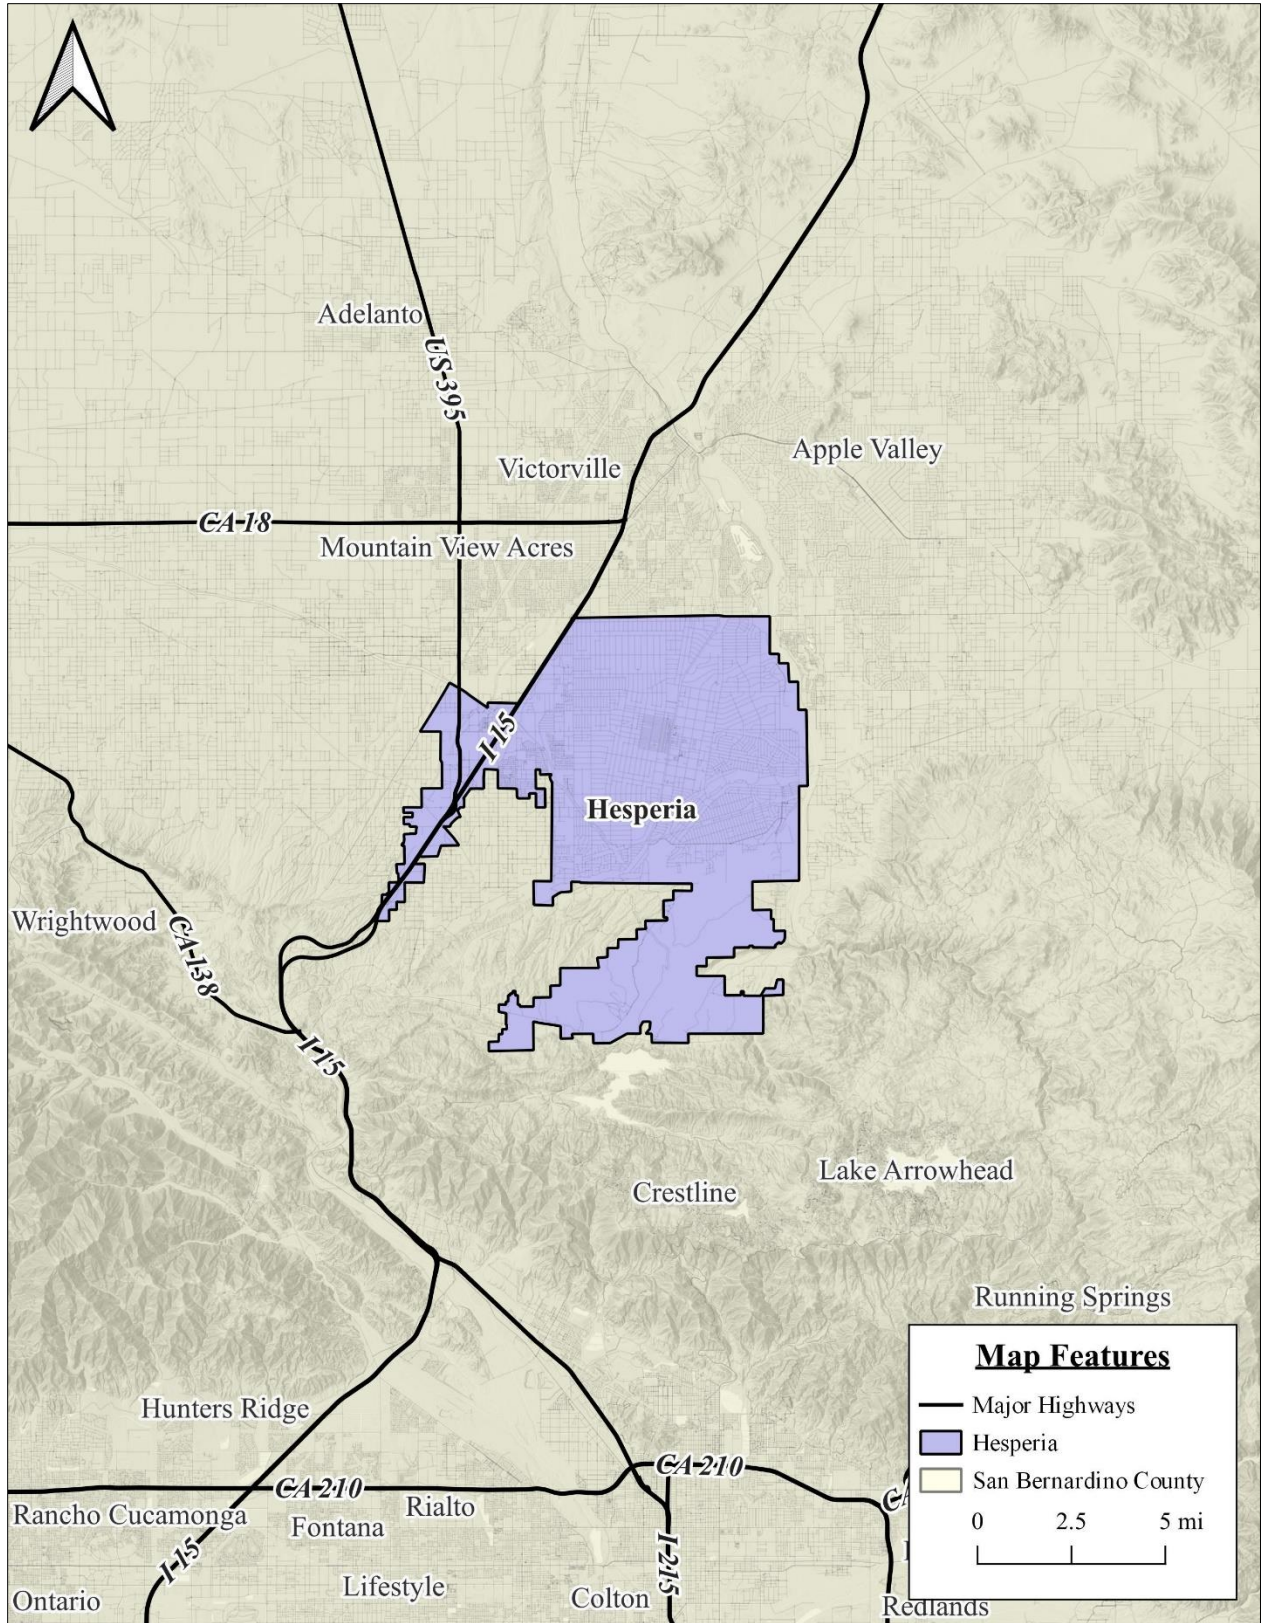 Adelanto
US-395
Apple Valley
Victorville
CA 18
Mountain View Acres
I-15
Hesperia
Wrightwood
CA-138
I-15
Lake Arrowhead
Crestline
Running Springs
Map Features
Major Highways
Hesperia
San Bernardino County
0 2.5 5 mi
Hunters Ridge
CA 210
CA 210
Rancho Cucamonga
Rialto
Fontana
I-15
I-215
Lifestyle
Colton
Ontario
Redlands